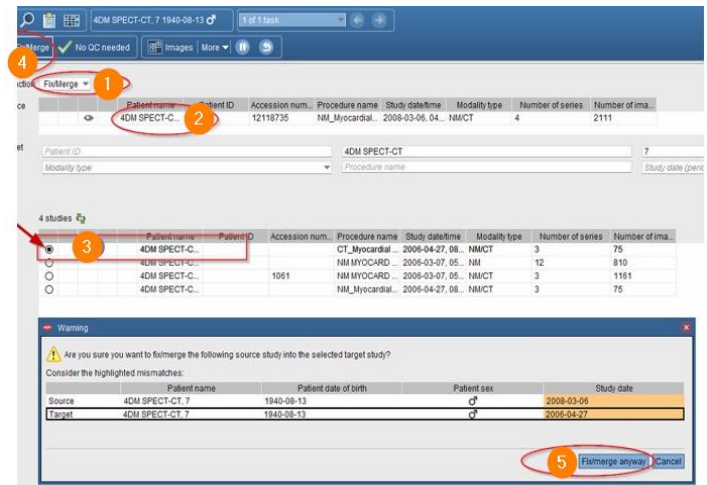 4DM SPECT-CT, 7 1940-08-13 1 of 1 task
Fix/Merge No QC needed Images More
4
ction Fix/Merge 1
ce Patient name Patient ID Accession num... Procedure name Study date/time Modality type Number of series Number of ima...
4DM SPECT-C... 2 12118735 NM_Myocardial... 2008-03-06, 04... NM/CT 4 2111
et Patient ID 4DM SPECT-CT 7
Modality type Procedure name Study date (peri
4 studies
Patient name Patient ID Accession num... Procedure name Study date/time Modality type Number of series Number of ima...
3 4DM SPECT-C... CT_Myocardial ... 2006-04-27, 08... NM/CT 3 75
4DM SPECT-C... NM MYOCARD ... 2006-03-07, 05... NM 12 810
4DM SPECT-C... 1061 NM MYOCARD ... 2006-03-07, 05... NM/CT 3 1161
4DM SPECT-C... NM_Myocardial... 2006-04-27, 08... NM/CT 3 75
Warning
Are you sure you want to fix/merge the following source study into the selected target study?
Consider the highlighted mismatches:
Patient name Patient date of birth Patient sex Study date
Source 4DM SPECT-CT, 7 1940-08-13 2008-03-06
Target 4DM SPECT-CT, 7 1940-08-13 2006-04-27
5 Fix/merge anyway Cancel